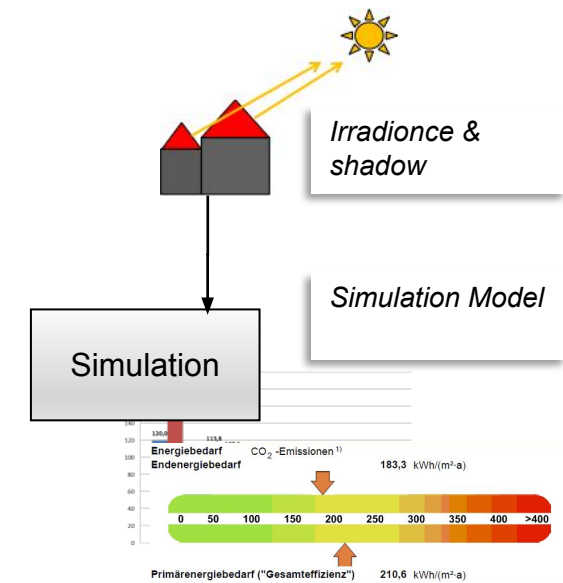 Irradionce &
shadow
Simulation Model
Simulation
140
120
120,0
113,8
Energiebedarf CO2 -Emissionen 1)
100
Endenergiebedarf 183,3 kWh/(m²·a)
80
60
40
0 50 100 150 200 250 300 350 400 >400
20
0
Primärenergiebedarf ("Gesamteffizienz") 210,6 kWh/(m²·a)